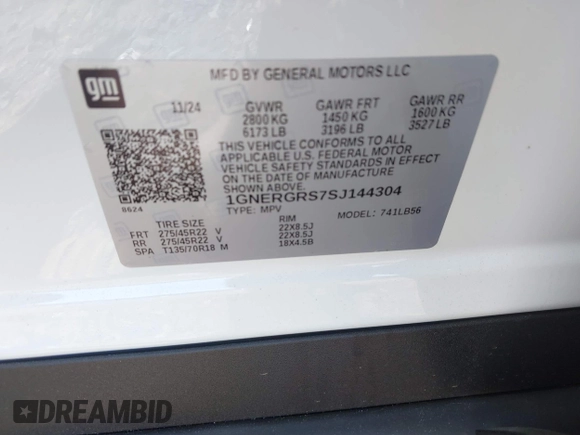 gm
MFD BY GENERAL MOTORS LLC
11/24 GVWR GAWR FRT GAWR RR
2800 KG 1450 KG 1600 KG
6173 LB 3196 LB 3527 LB
THIS VEHICLE CONFORMS TO ALL
APPLICABLE U.S. FEDERAL MOTOR
VEHICLE SAFETY STANDARDS IN EFFECT
ON THE DATE OF MANUFACTURE
SHOWN ABOVE.
1GNERGRS7SJ144304
8624
TYPE: MPV MODEL: 741LB56
TIRE SIZE RIM
FRT 275/45R22 V 22X8.5J
RR 275/45R22 V 22X8.5J
SPA T135/70R18 M 18X4.5B
DREAMBID